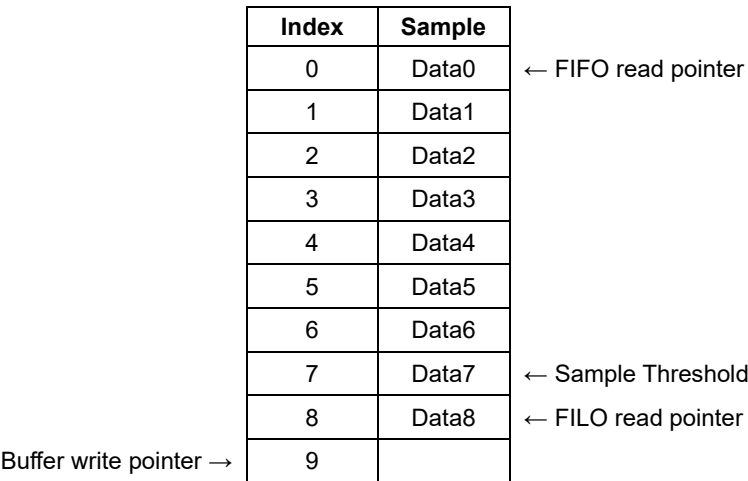 Index Sample
0 Data0 ← FIFO read pointer
1 Data1
2 Data2
3 Data3
4 Data4
5 Data5
6 Data6
7 Data7 ← Sample Threshold
8 Data8 ← FILO read pointer
Buffer write pointer → 9